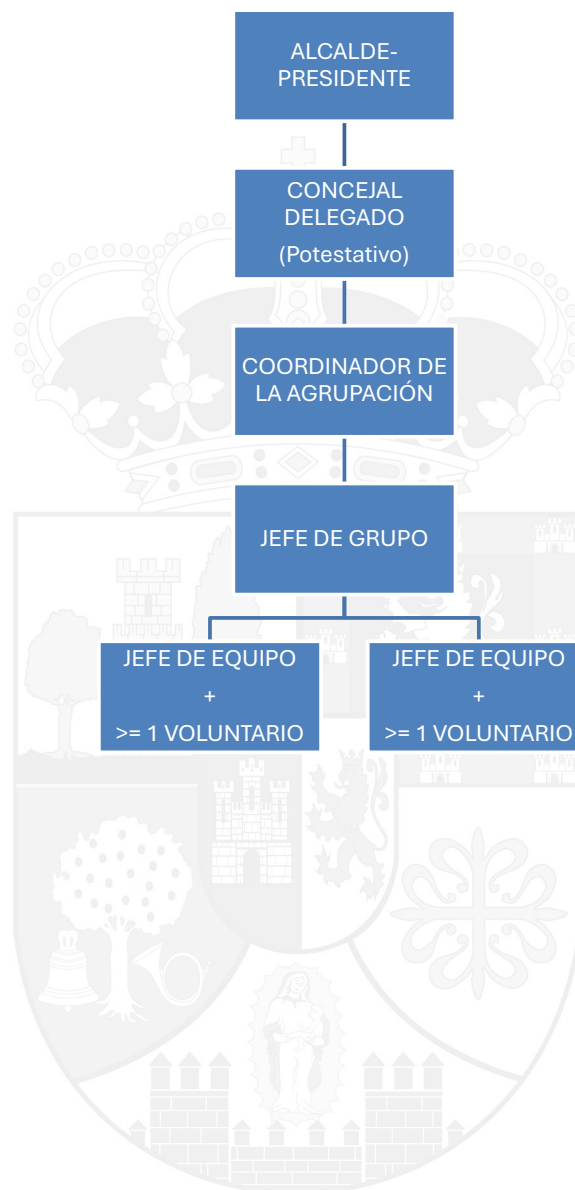 ALCALDE-
PRESIDENTE
CONCEJAL
DELEGADO
(Potestativo)
COORDINADOR DE
LA AGRUPACIÓN
JEFE DE GRUPO
JEFE DE EQUIPO
+
>= 1 VOLUNTARIO
JEFE DE EQUIPO
+
>= 1 VOLUNTARIO